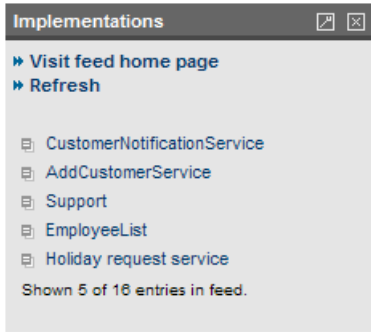 Implementations
Visit feed home page
Refresh
CustomerNotificationService
AddCustomerService
Support
EmployeeList
Holiday request service
Shown 5 of 16 entries in feed.